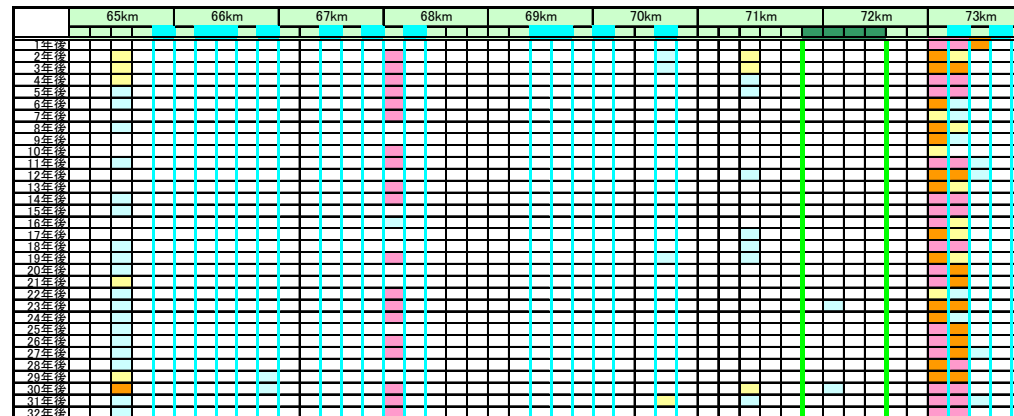 65km 66km 67km 68km 69km 70km 71km 72km 73km
1年後
2年後
3年後
4年後
5年後
6年後
7年後
8年後
9年後
10年後
11年後
12年後
13年後
14年後
15年後
16年後
17年後
18年後
19年後
20年後
21年後
22年後
23年後
24年後
25年後
26年後
27年後
28年後
29年後
30年後
31年後
32年後